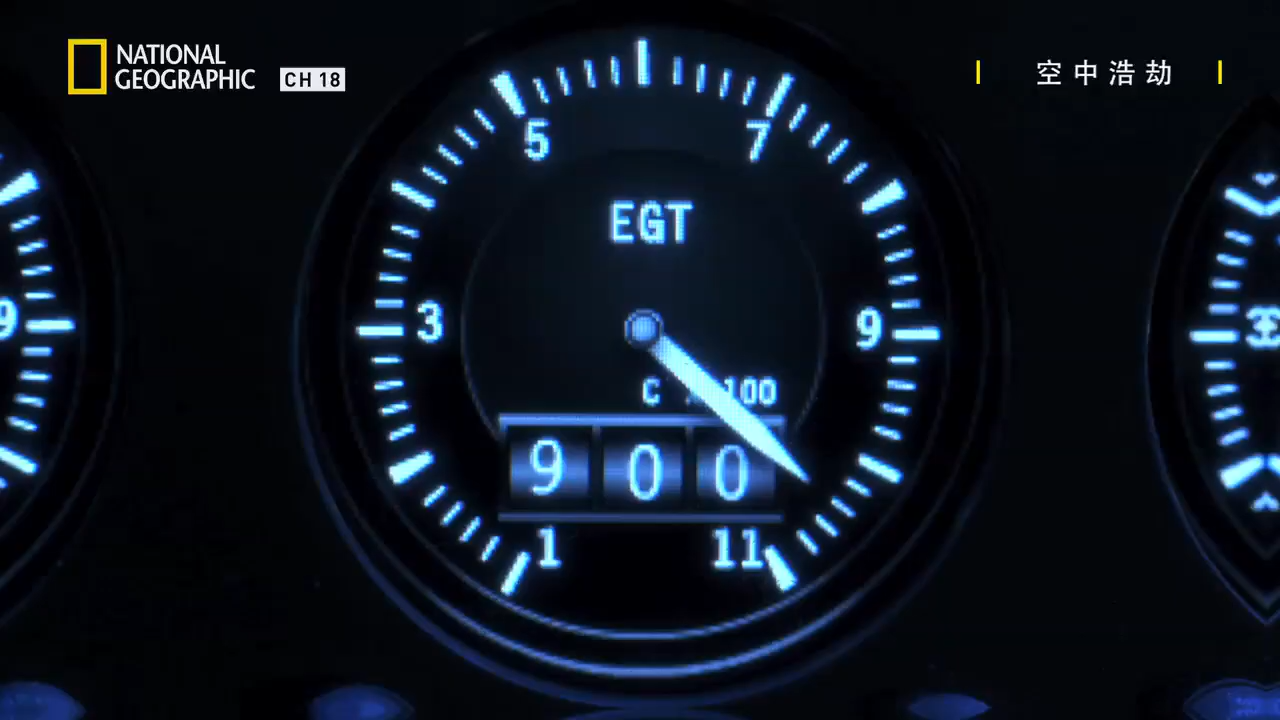 NATIONAL
GEOGRAPHIC
CH 18
空中浩劫
5
7
EGT
9
3
9
C 100
9 0 0
1
11